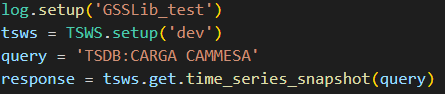 log.setup('GSSLib_test')
tsws = TSWS.setup('dev')
query = 'TSDB:CARGA CAMMESA'
response = tsws.get.time_series_snapshot(query)